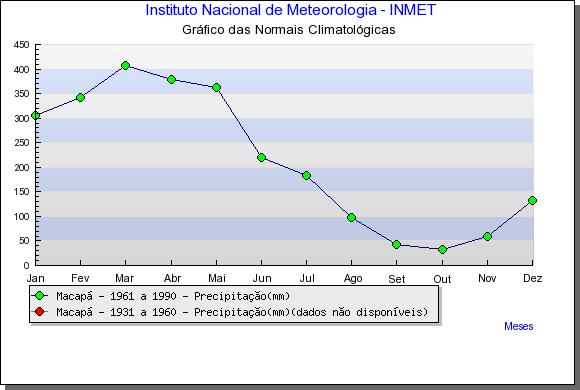 Instituto Nacional de Meteorologia - INMET
Gráfico das Normais Climatológicas
450
400
350
300
250
200
150
100
50
0
Jan Fev Mar Abr Mai Jun Jul Ago Set Out Nov Dez
Macapá - 1961 a 1990 - Precipitação(mm)
Macapá - 1931 a 1960 - Precipitação(mm)(dados não disponíveis)
Meses